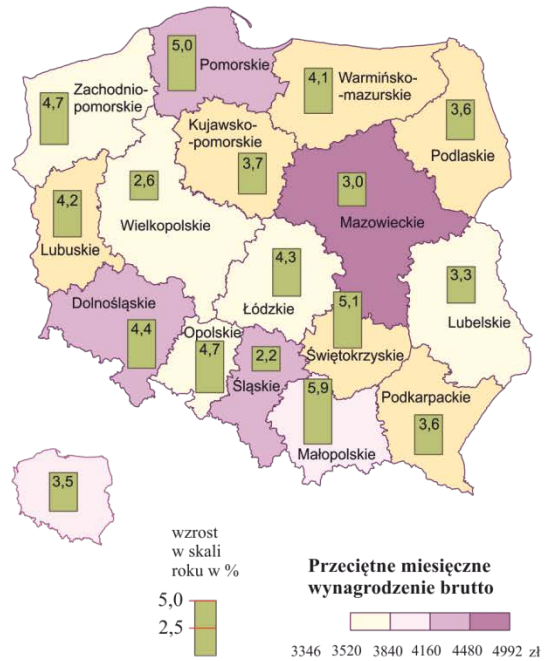 5,0
Pomorskie
4,1
Warmińsko-
-mazurskie
Zachodnio-
pomorskie
4,7
3,6
Podlaskie
Kujawsko-
-pomorskie
3,7
2,6
Wielkopolskie
3,0
Mazowieckie
4,2
Lubuskie
4,3
Łódzkie
3,3
Lubelskie
Dolnośląskie
4,4
Opolskie
4,7
2,2
Śląskie
5,1
Świętokrzyskie
5,9
Małopolskie
Podkarpackie
3,6
3,5
wzrost
w skali
roku w %
5,0
2,5
Przeciętne miesięczne
wynagrodzenie brutto
3346 3520 3840 4160 4480 4992 zł